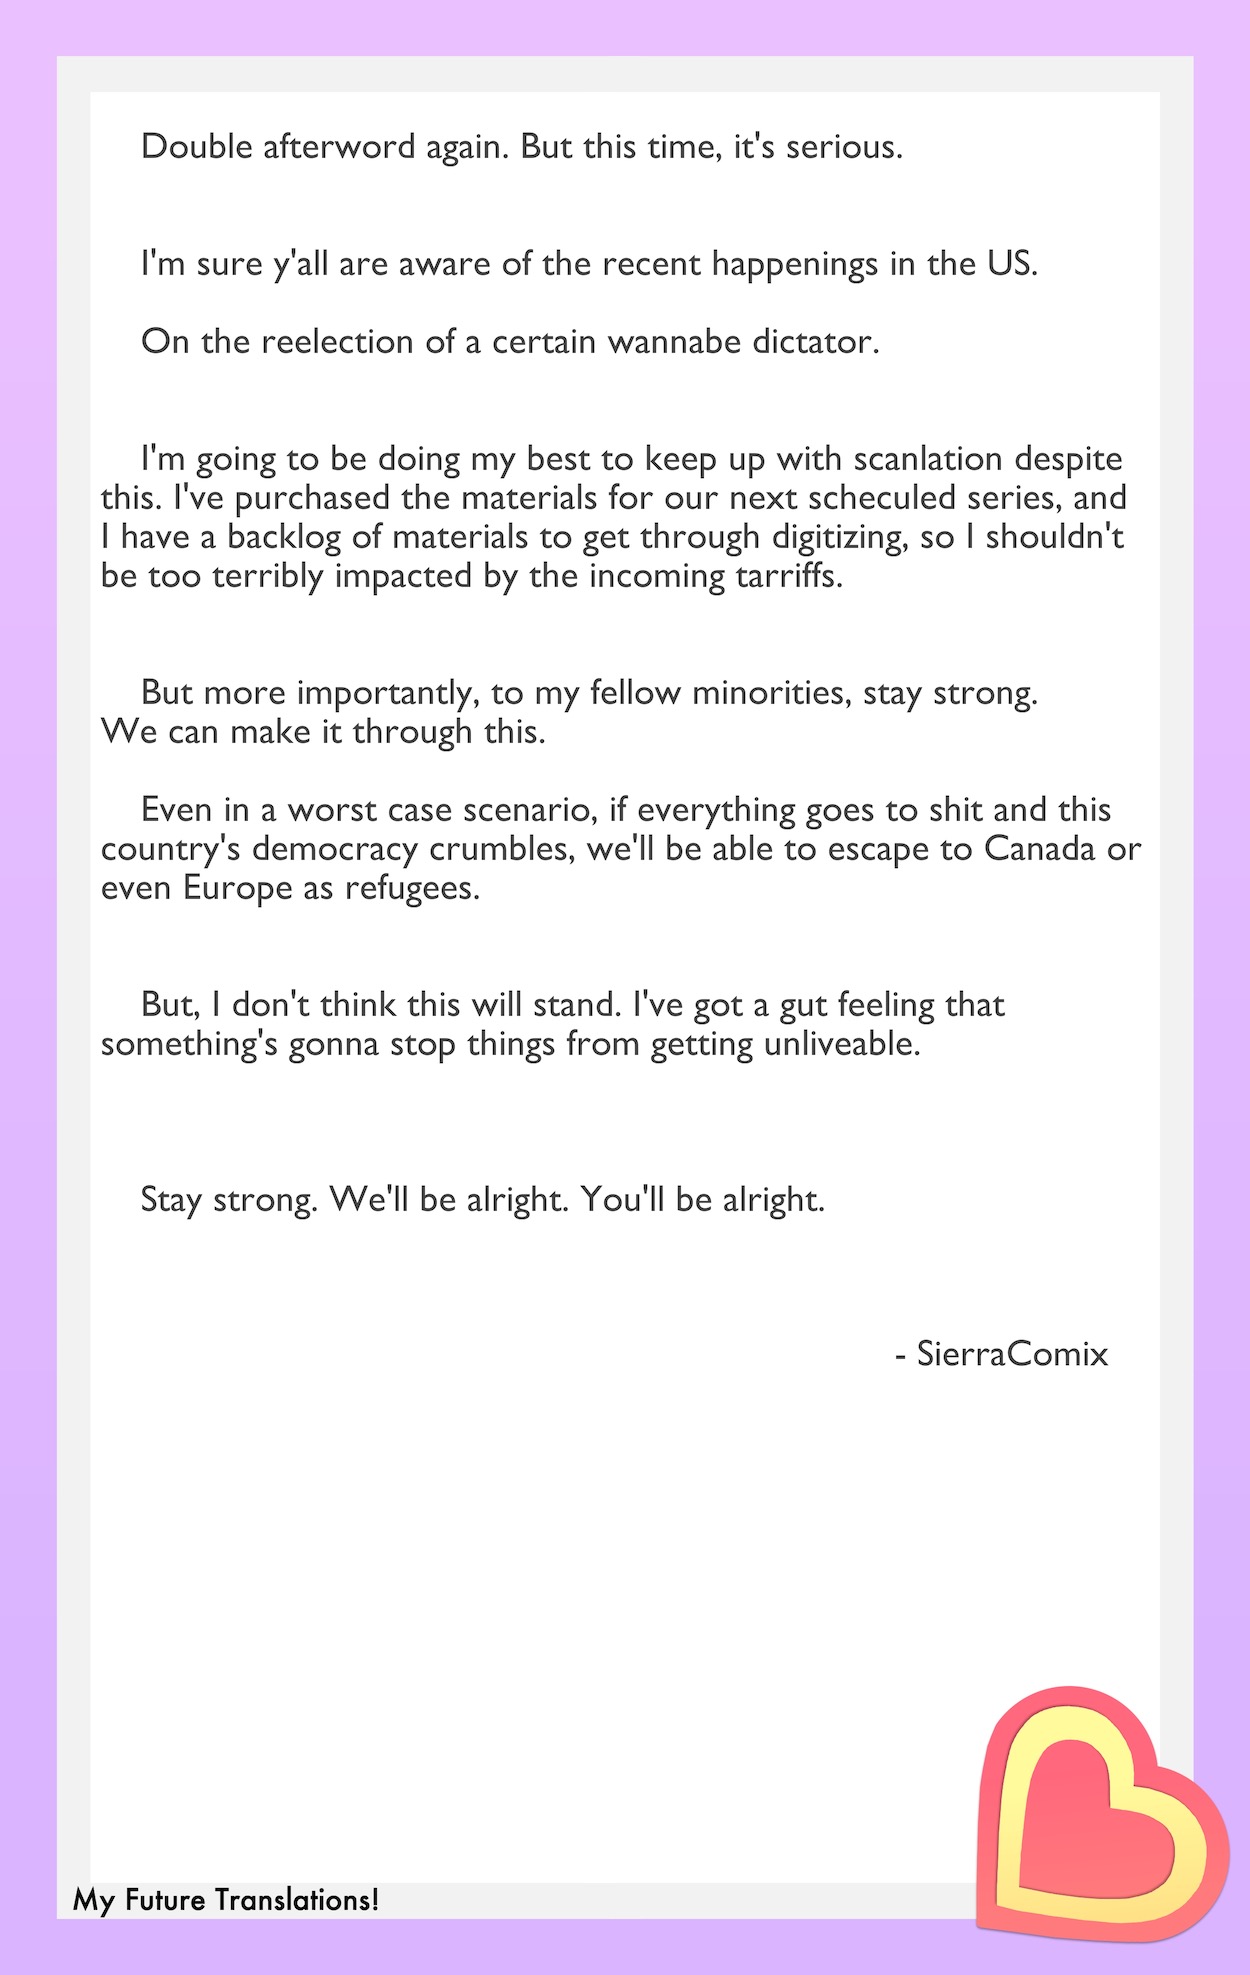 Double afterword again. But this time, it's serious.
I'm sure y'all are aware of the recent happenings in the US.
On the reelection of a certain wannabe dictator.
I'm going to be doing my best to keep up with scanlation despite
this. I've purchased the materials for our next scheculed series, and
I have a backlog of materials to get through digitizing, so I shouldn't
be too terribly impacted by the incoming tarriffs.
But more importantly, to my fellow minorities, stay strong.
We can make it through this.
Even in a worst case scenario, if everything goes to shit and this
country's democracy crumbles, we'll be able to escape to Canada or
even Europe as refugees.
But, I don't think this will stand. I've got a gut feeling that
something's gonna stop things from getting unliveable.
Stay strong. We'll be alright. You'll be alright.
- SierraComix
My Future Translations!